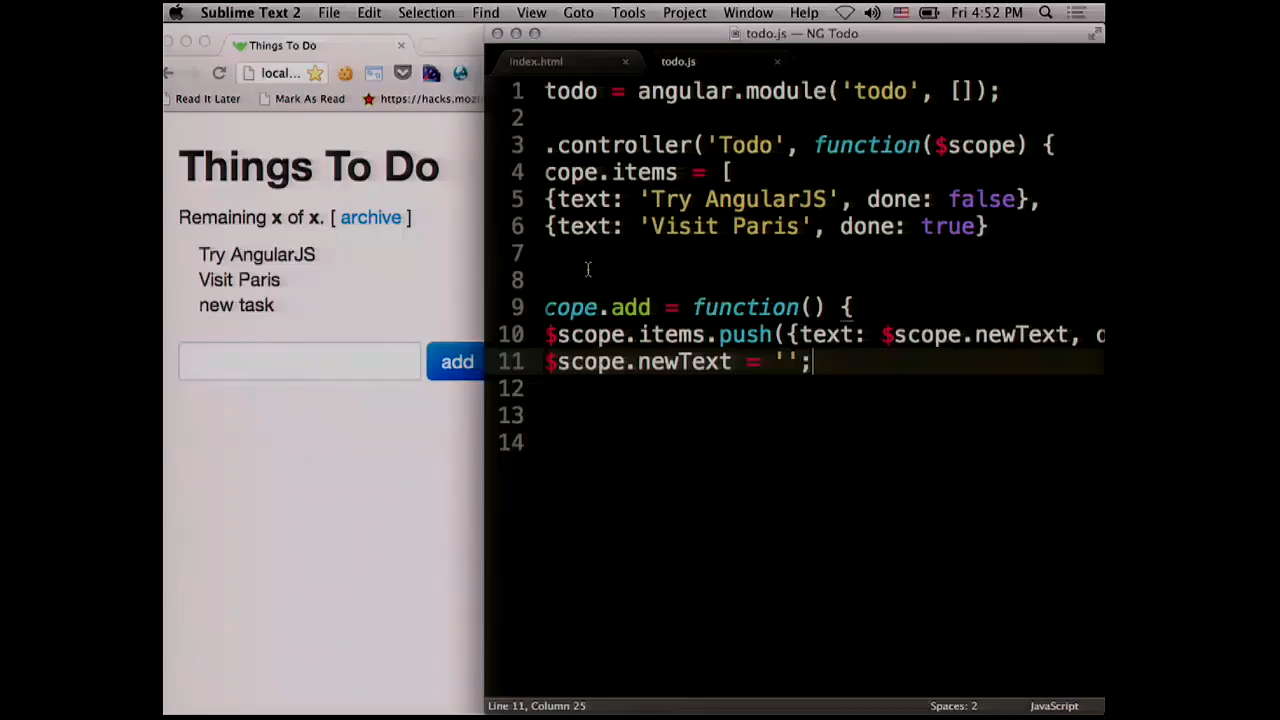 Sublime Text 2 File Edit Selection Find View Goto Tools Project Window Help Fri 4:52 PM
todo.js — NG Todo
Things To Do
index.html
todo.js
local...
Read It Later
Mark As Read
https://hacks.mozi
Things To Do
Remaining x of x. [ archive ]
Try AngularJS
Visit Paris
new task
add
1 todo = angular.module('todo', []);
2
3 .controller('Todo', function($scope) {
4 cope.items = [
5 {text: 'Try AngularJS', done: false},
6 {text: 'Visit Paris', done: true}
7
8
9 cope.add = function() {
10 $scope.items.push({text: $scope.newText, d
11 $scope.newText = '';
12
13
14
Line 11, Column 25
Spaces: 2
JavaScript